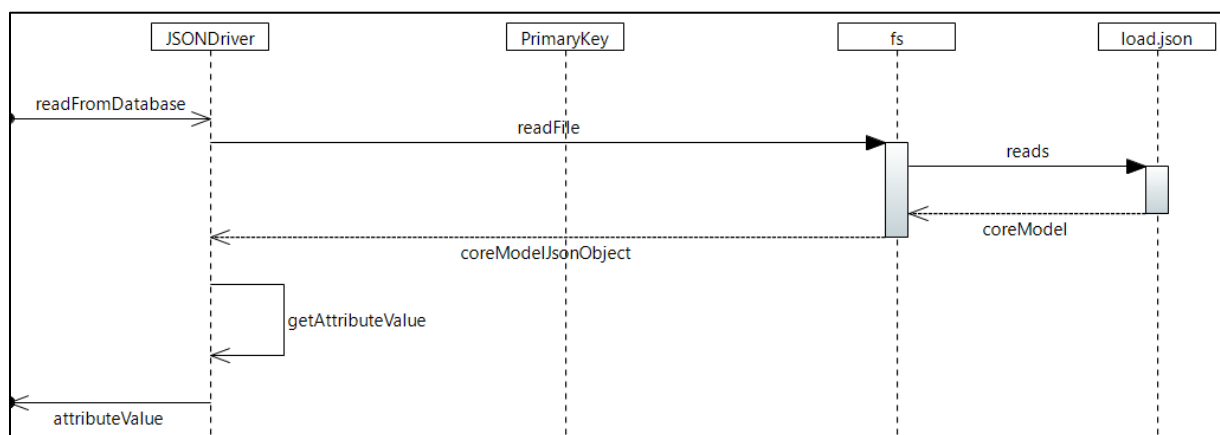 JSONDriver
PrimaryKey
fs
load.json
readFromDatabase
readFile
reads
coreModel
coreModelJsonObject
getAttributeValue
attributeValue